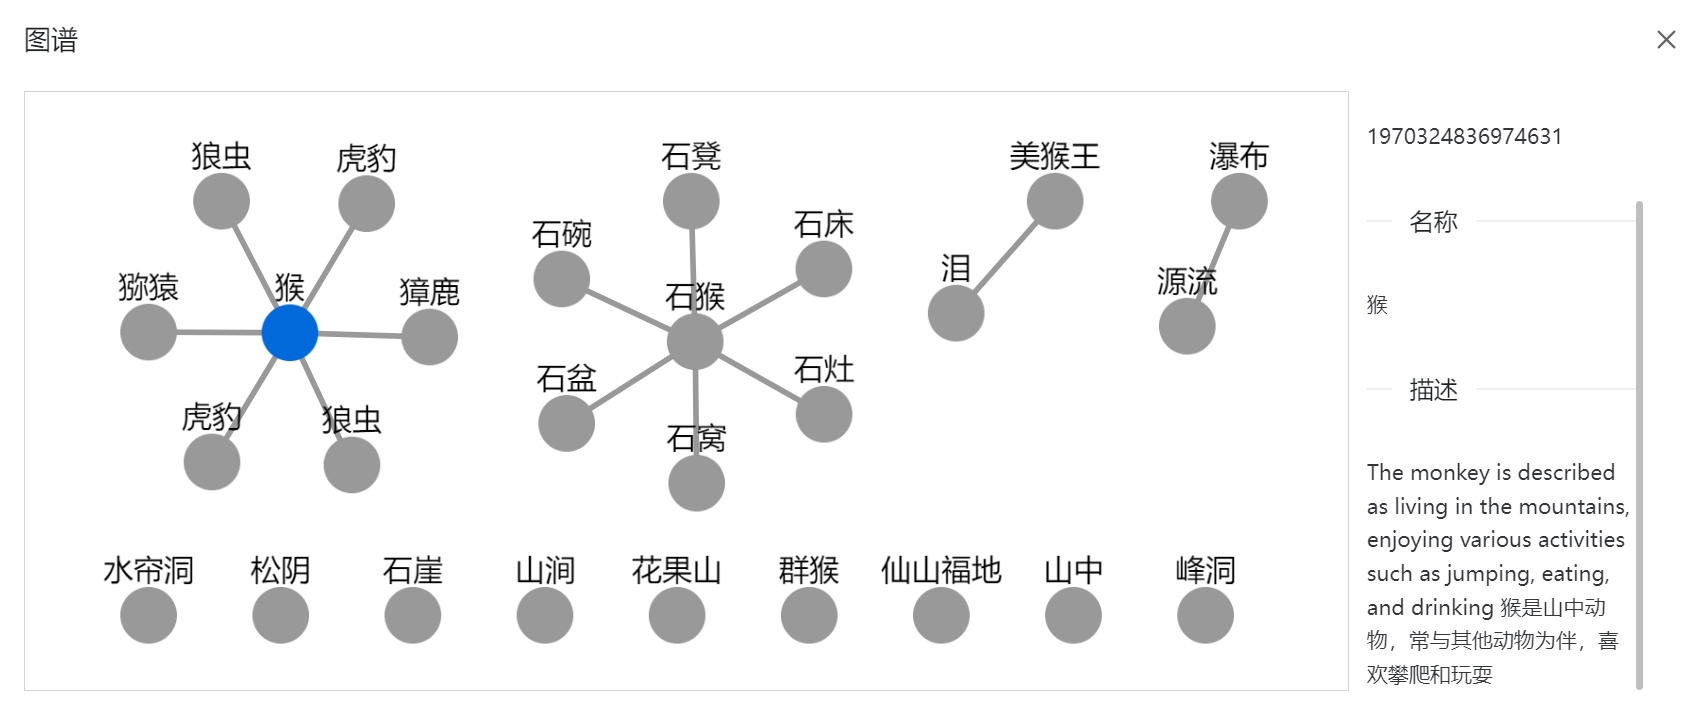 图谱
狼虫
虎豹
猕猿
猴
獐鹿
虎豹
狼虫
石凳
石碗
石床
石猴
石盆
石灶
石窝
美猴王
泪
瀑布
源流
水帘洞
松阴
石崖
山涧
花果山
群猴
仙山福地
山中
峰洞
1970324836974631
名称
猴
描述
The monkey is described
as living in the mountains,
enjoying various activities
such as jumping, eating,
and drinking 猴是山中动
物，常与其他动物为伴，喜
欢攀爬和玩耍